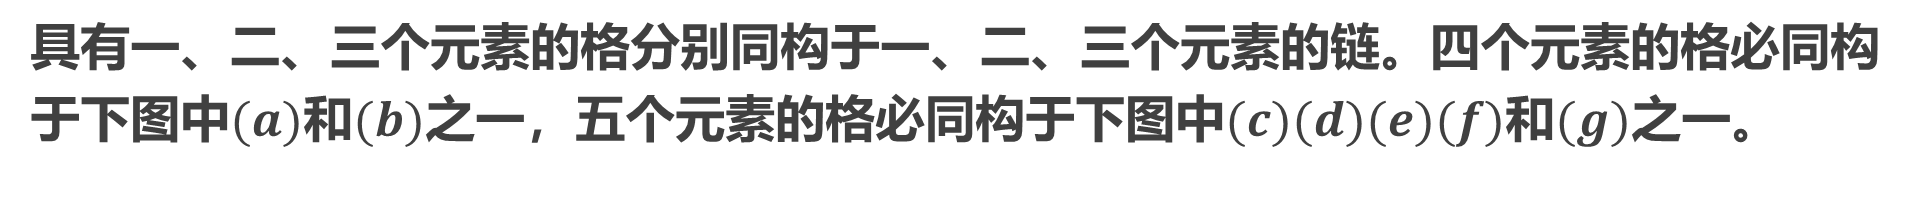 具有一、二、三个元素的格分别同构于一、二、三个元素的链。四个元素的格必同构
于下图中(a)和(b)之一，五个元素的格必同构于下图中(c)(d)(e)(f)和(g)之一。